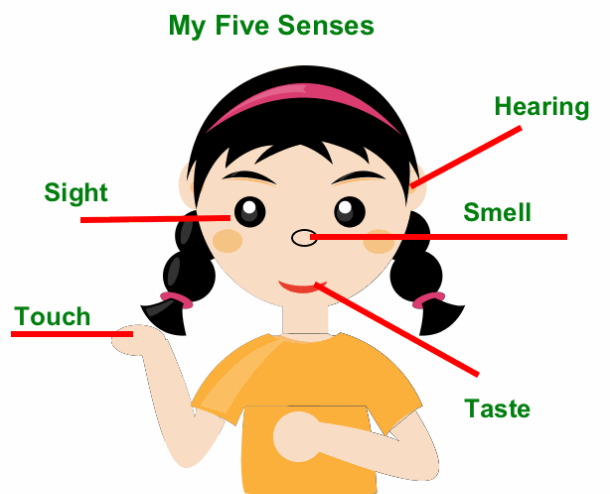 My Five Senses
Hearing
Sight
Smell
Touch
Taste